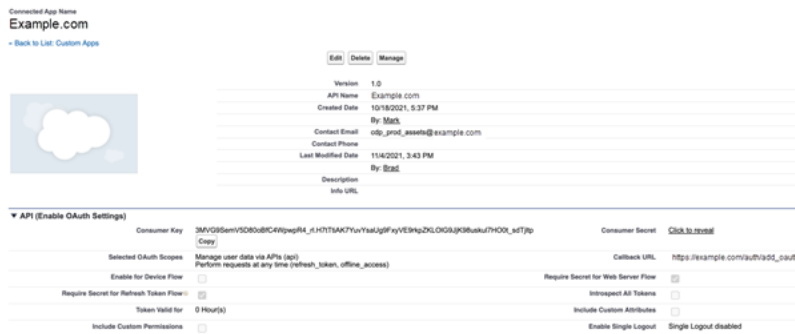 Connected App Name
Example.com
« Back to List: Custom Apps
Edit Delete Manage
Version 1.0
API Name Example.com
Created Date 10/18/2021, 5:37 PM
By: Mark
Contact Email cdp_prod_assets@example.com
Contact Phone
Last Modified Date 11/4/2021, 3:43 PM
By: Brad
Description
Info URL
▼ API (Enable OAuth Settings)
Consumer Key Consumer Secret Click to reveal
Copy
Selected OAuth Scopes Manage user data via APIs (api) Callback URL https://example.com/auth/add_oaut
Perform requests at any time (refresh_token, offline_access)
Enable for Device Flow Require Secret for Web Server Flow
Require Secret for Refresh Token Flow Introspect All Tokens
Token Valid for 0 Hour(s) Include Custom Attributes
Include Custom Permissions Enable Single Logout Single Logout disabled